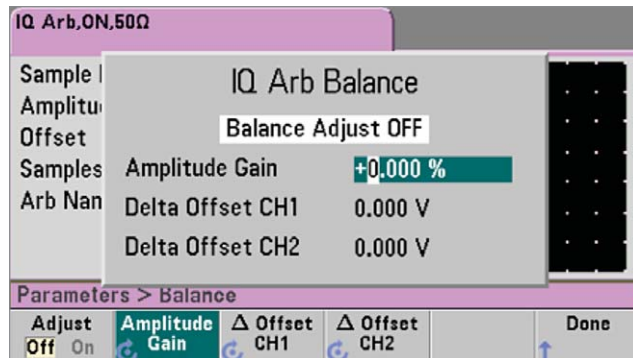 IQ Arb,ON,50Ω
Sample
IQ Arb Balance
Balance Adjust OFF
Offset
Samples
Amplitude Gain +0.000 %
Arb
Delta Offset CH1 0.000 V
Delta Offset CH2 0.000 V
Parameters > Balance
Adjust Off On
Amplitude Gain
Δ Offset CH1
Δ Offset CH2
Done